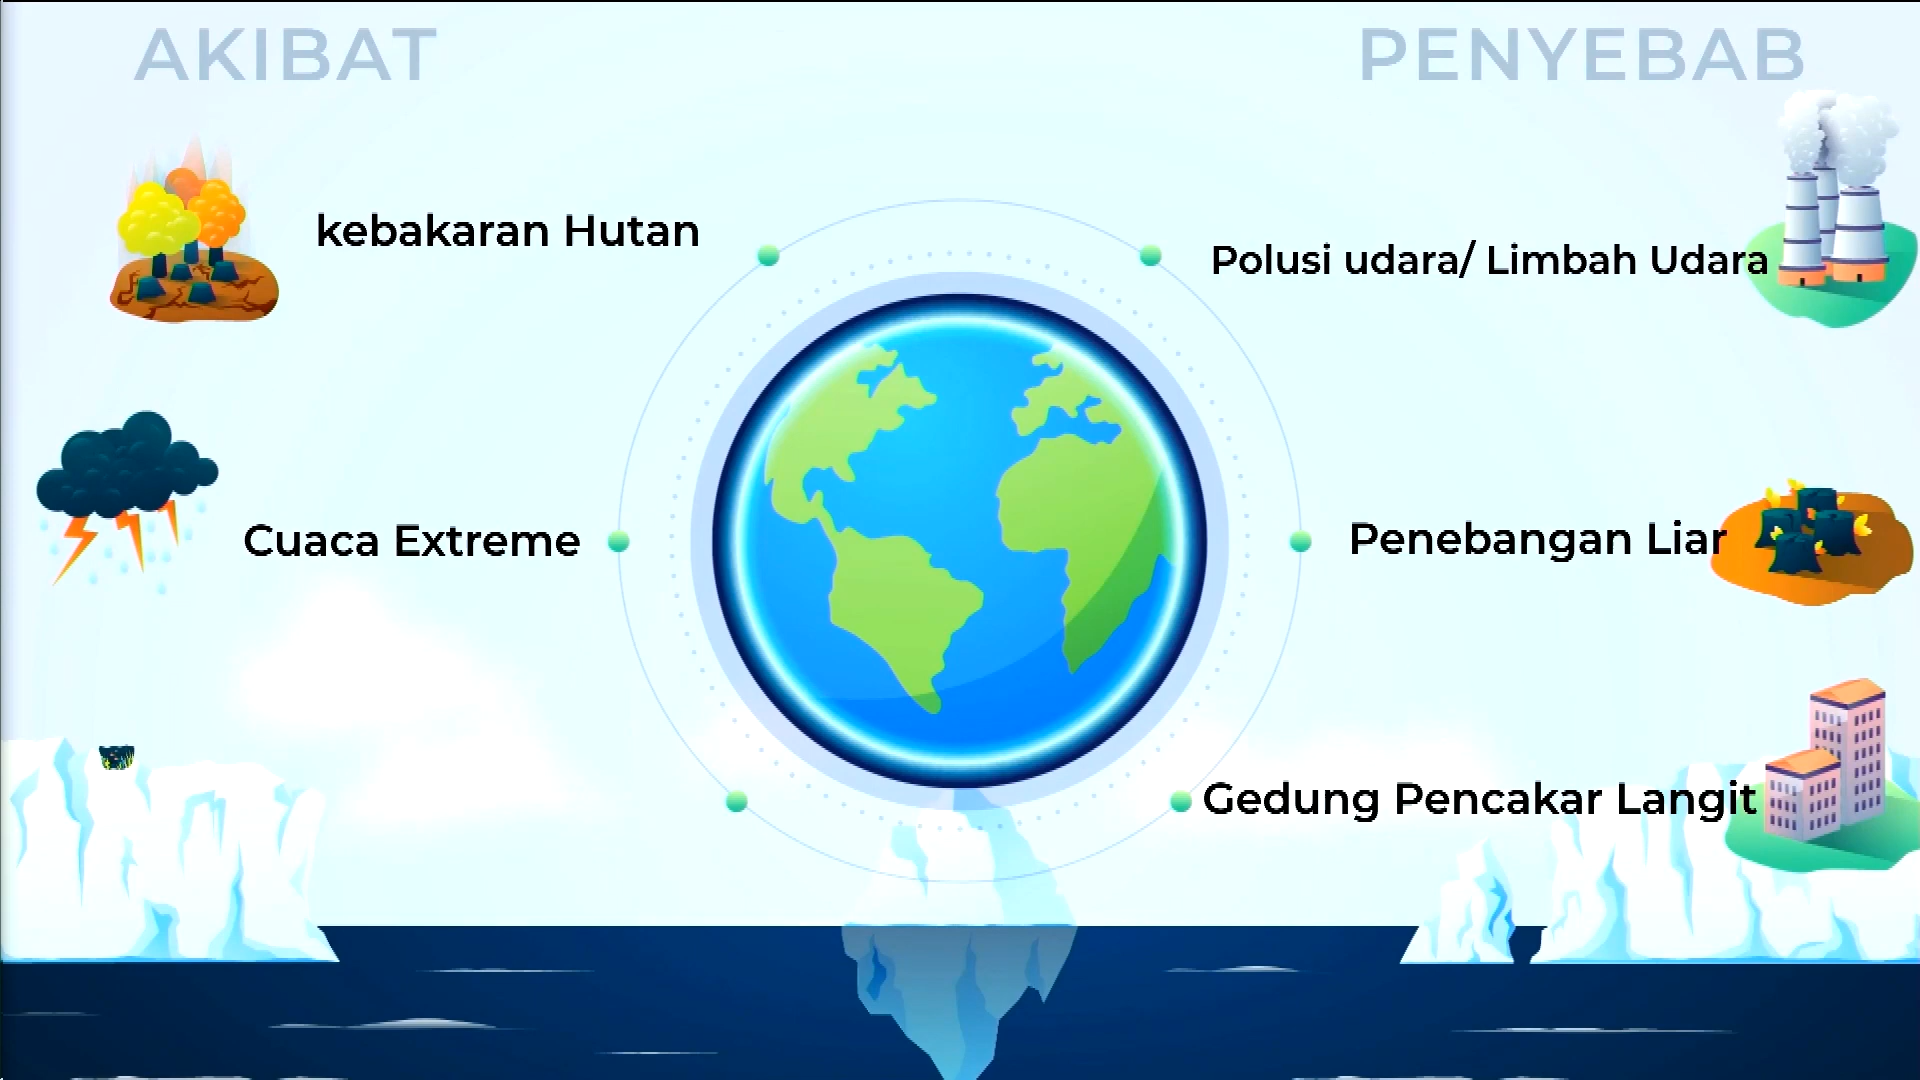 AKIBAT
PENYEBAB
kebakaran Hutan
Polusi udara/ Limbah Udara
Cuaca Extreme
Penebangan Liar
Gedung Pencakar Langit